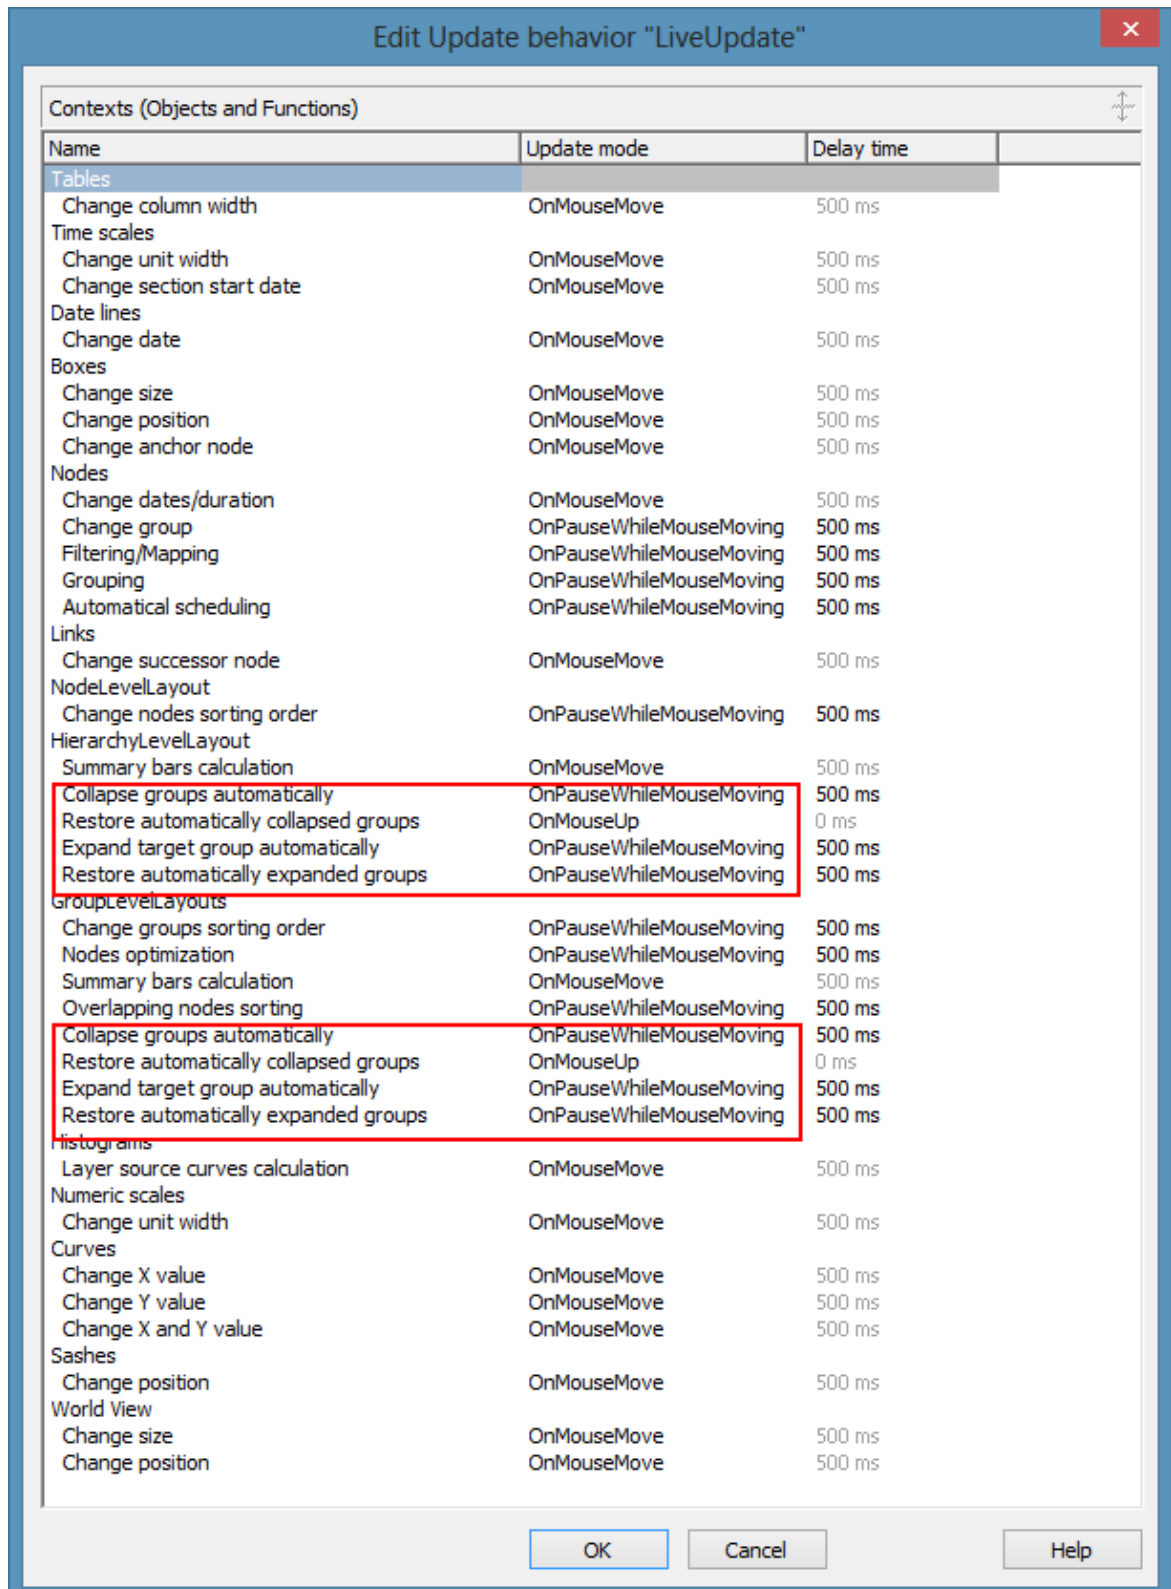 Edit Update behavior "LiveUpdate"
Contexts (Objects and Functions)
Name Update mode Delay time
Tables
Change column width OnMouseMove 500 ms
Time scales
Change unit width OnMouseMove 500 ms
Change section start date OnMouseMove 500 ms
Date lines
Change date OnMouseMove 500 ms
Boxes
Change size OnMouseMove 500 ms
Change position OnMouseMove 500 ms
Change anchor node OnMouseMove 500 ms
Nodes
Change dates/duration OnMouseMove 500 ms
Change group OnPauseWhileMouseMoving 500 ms
Filtering/Mapping OnPauseWhileMouseMoving 500 ms
Grouping OnPauseWhileMouseMoving 500 ms
Automatical scheduling OnPauseWhileMouseMoving 500 ms
Links
Change successor node OnMouseMove 500 ms
NodeLevelLayout
Change nodes sorting order OnPauseWhileMouseMoving 500 ms
HierarchyLevelLayout
Summary bars calculation OnMouseMove 500 ms
Collapse groups automatically OnPauseWhileMouseMoving 500 ms
Restore automatically collapsed groups OnMouseUp 0 ms
Expand target group automatically OnPauseWhileMouseMoving 500 ms
Restore automatically expanded groups OnPauseWhileMouseMoving 500 ms
GroupLevelLayouts
Change groups sorting order OnPauseWhileMouseMoving 500 ms
Nodes optimization OnPauseWhileMouseMoving 500 ms
Summary bars calculation OnMouseMove 500 ms
Overlapping nodes sorting OnPauseWhileMouseMoving 500 ms
Collapse groups automatically OnPauseWhileMouseMoving 500 ms
Restore automatically collapsed groups OnMouseUp 0 ms
Expand target group automatically OnPauseWhileMouseMoving 500 ms
Restore automatically expanded groups OnPauseWhileMouseMoving 500 ms
Histograms
Layer source curves calculation OnMouseMove 500 ms
Numeric scales
Change unit width OnMouseMove 500 ms
Curves
Change X value OnMouseMove 500 ms
Change Y value OnMouseMove 500 ms
Change X and Y value OnMouseMove 500 ms
Sashes
Change position OnMouseMove 500 ms
World View
Change size OnMouseMove 500 ms
Change position OnMouseMove 500 ms
OK Cancel Help